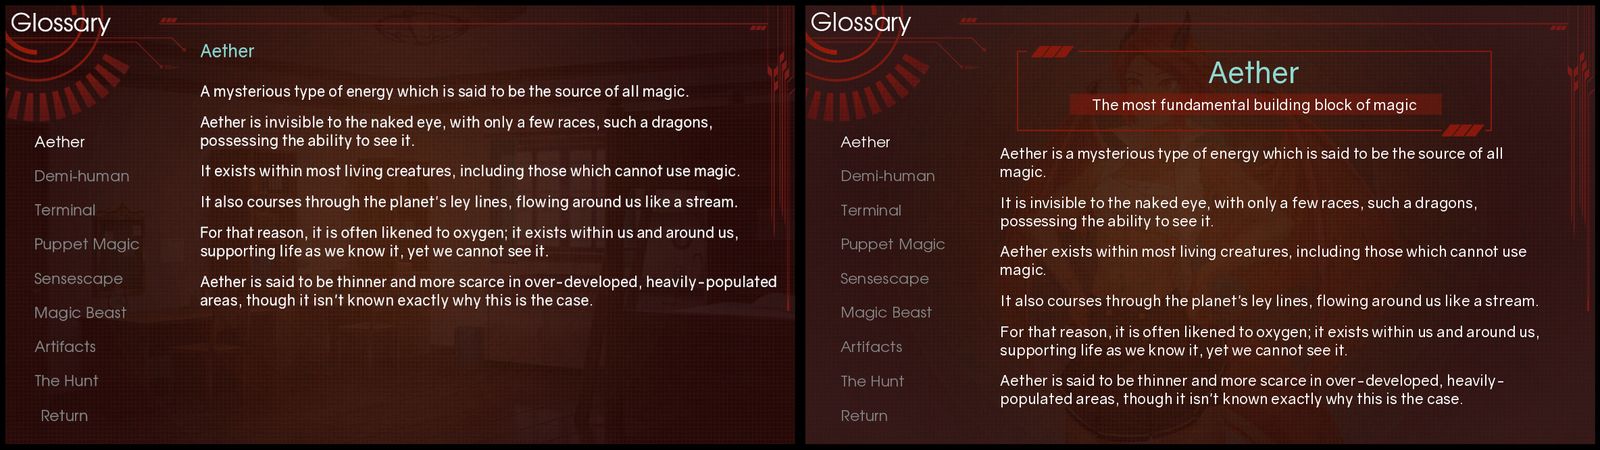 Glossary
Aether
A mysterious type of energy which is said to be the source of all magic.
Aether is invisible to the naked eye, with only a few races, such a dragons,
possessing the ability to see it.
It exists within most living creatures, including those which cannot use magic.
It also courses through the planet's ley lines, flowing around us like a stream.
For that reason, it is often likened to oxygen; it exists within us and around us,
supporting life as we know it, yet we cannot see it.
Aether is said to be thinner and more scarce in over-developed, heavily-populated
areas, though it isn't known exactly why this is the case.
Aether
Demi-human
Terminal
Puppet Magic
Sensescape
Magic Beast
Artifacts
The Hunt
Return
Glossary
Aether
The most fundamental building block of magic
Aether is a mysterious type of energy which is said to be the source of all
magic.
It is invisible to the naked eye, with only a few races, such a dragons,
possessing the ability to see it.
Aether exists within most living creatures, including those which cannot use
magic.
It also courses through the planet's ley lines, flowing around us like a stream.
For that reason, it is often likened to oxygen; it exists within us and around us,
supporting life as we know it, yet we cannot see it.
Aether is said to be thinner and more scarce in over-developed, heavily-
populated areas, though it isn't known exactly why this is the case.
Aether
Demi-human
Terminal
Puppet Magic
Sensescape
Magic Beast
Artifacts
The Hunt
Return